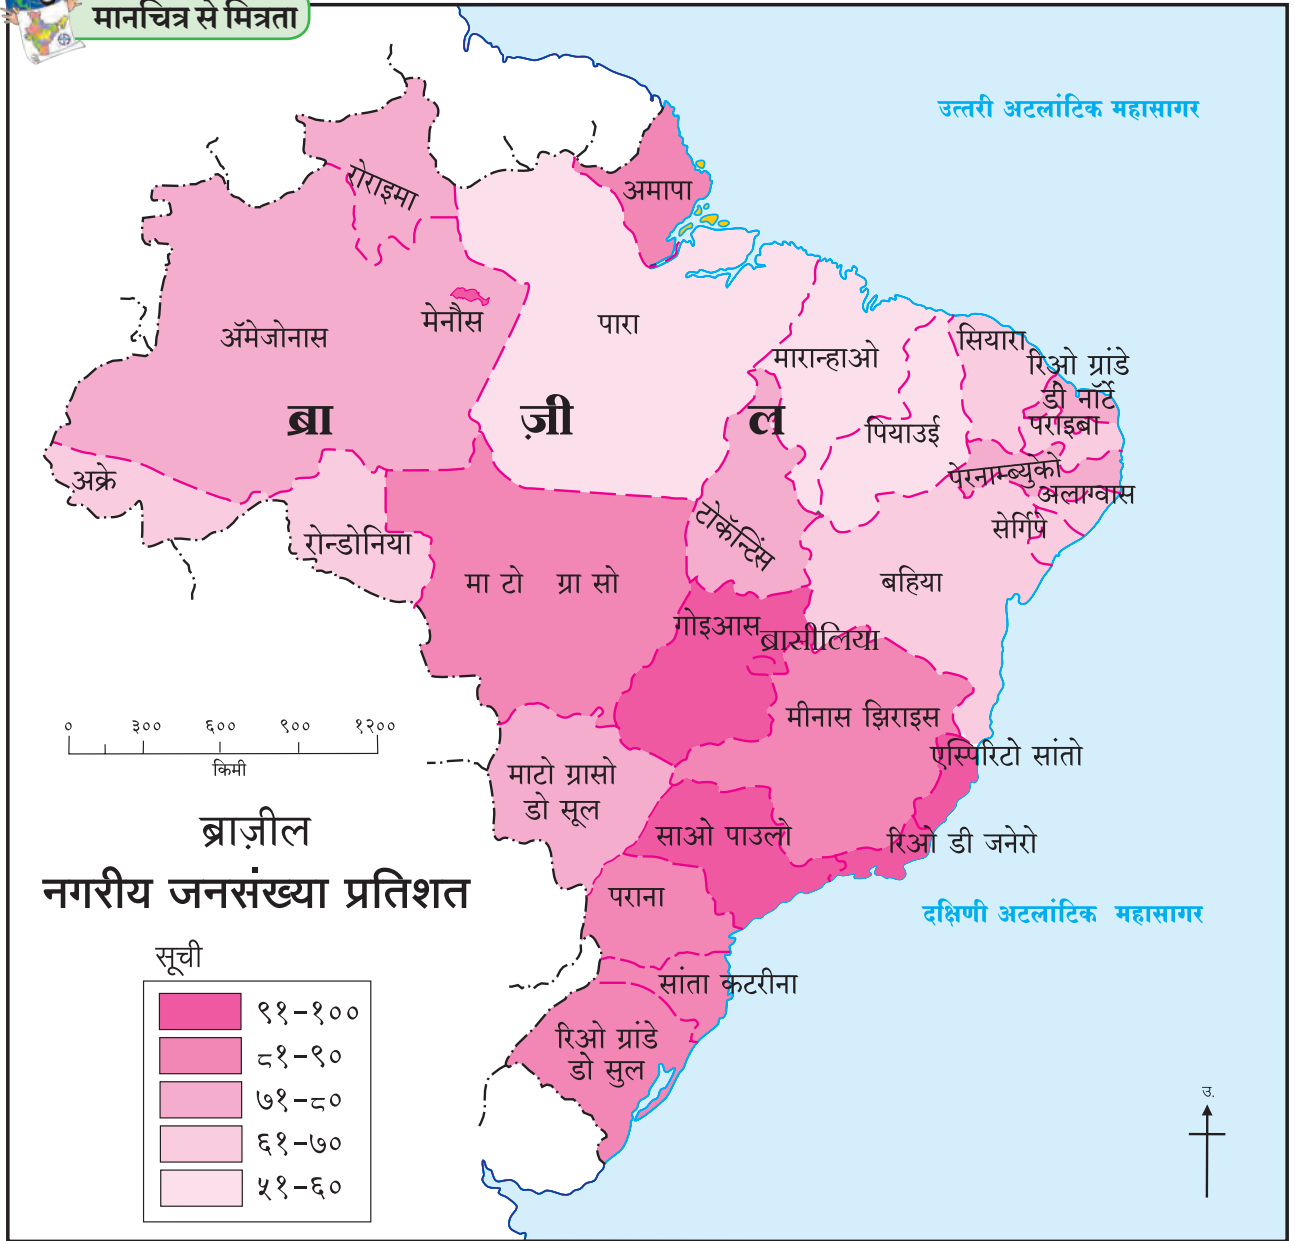 मानचित्र से मित्रता
उत्तरी अटलांटिक महासागर
रोराइमा
अमापा
ॲमेजोनास
मेनौस
पारा
मारान्हाओ
सियारा
रिओ ग्रांडे
डी नॉर्टे
पराइबा
ब्रा ज़ी ल
पियाउई
पेरनाम्ब्युको
अलाग्वास
सेर्गिपे
अक्रे
रोन्डोनिया
टोकॅन्टिंस
मा टो ग्रा सो
बहिया
गोइआस
ब्रासीलिया
मीनास झिराइस
एस्पिरिटो सांतो
० ३०० ६०० ९०० १२००
किमी
माटो ग्रासो
डो सूल
साओ पाउलो
रिओ डी जनेरो
ब्राज़ील
नगरीय जनसंख्या प्रतिशत
पराना
दक्षिणी अटलांटिक महासागर
सांता कटरीना
रिओ ग्रांडे
डो सुल
सूची
९१-१००
८१-९०
७१-८०
६१-७०
५१-६०
उ.